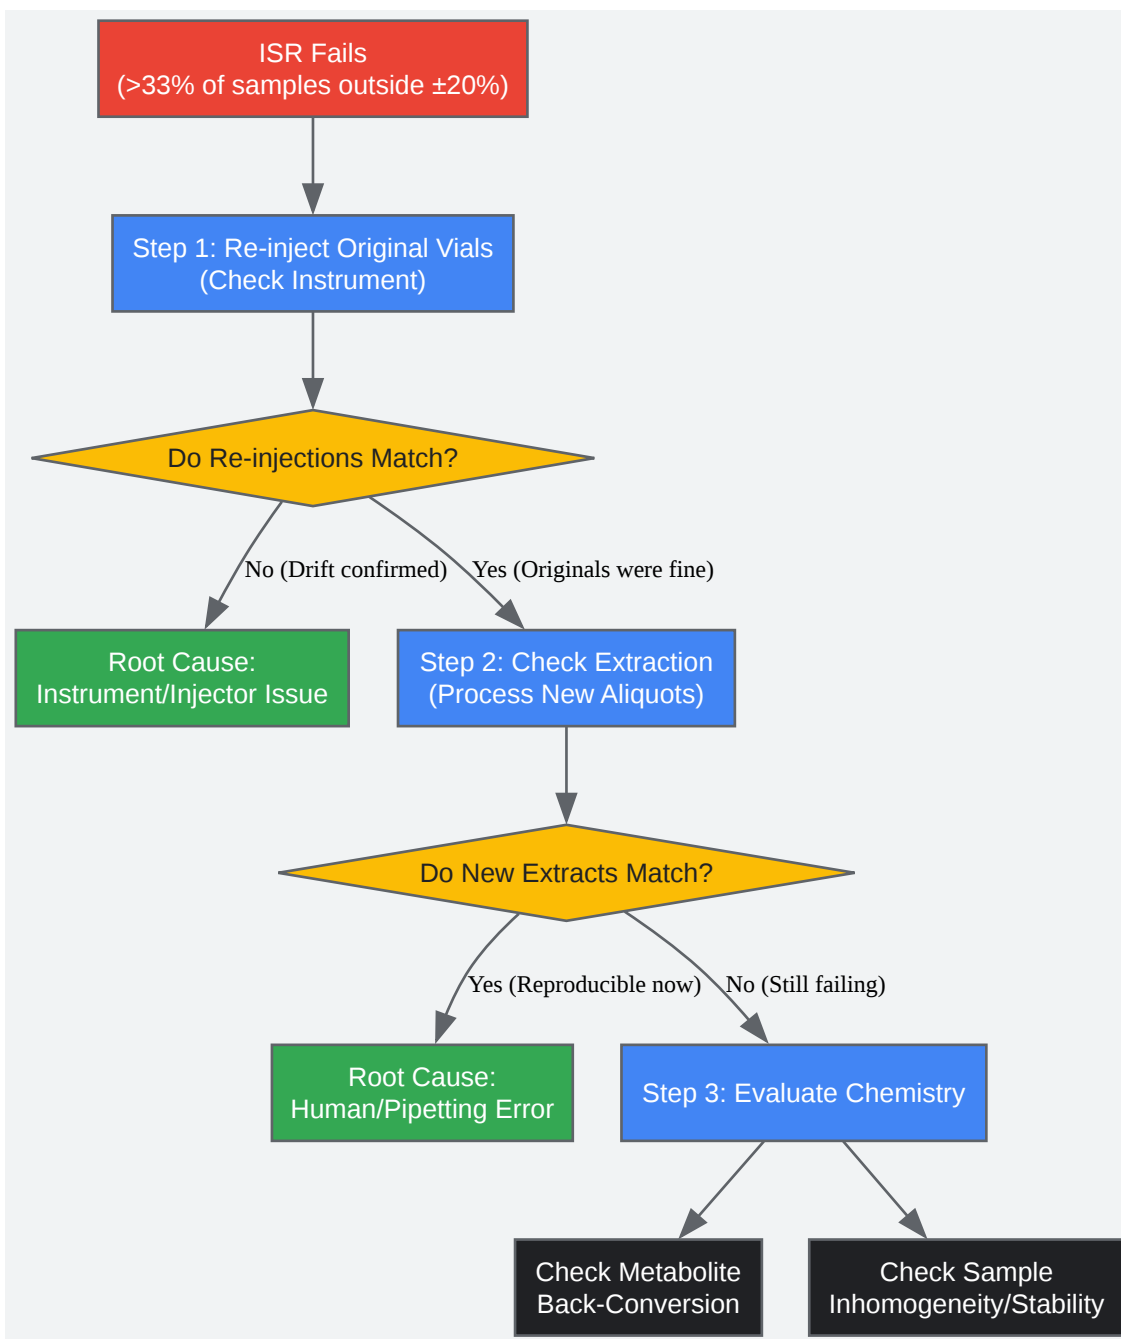 ISR Fails
(>33% of samples outside ±20%)
Step 1: Re-inject Original Vials
(Check Instrument)
Do Re-injections Match?
No (Drift confirmed)
Yes (Originals were fine)
Root Cause:
Instrument/Injector Issue
Step 2: Check Extraction
(Process New Aliquots)
Do New Extracts Match?
Yes (Reproducible now)
No (Still failing)
Root Cause:
Human/Pipetting Error
Step 3: Evaluate Chemistry
Check Metabolite
Back-Conversion
Check Sample
Inhomogeneity/Stability